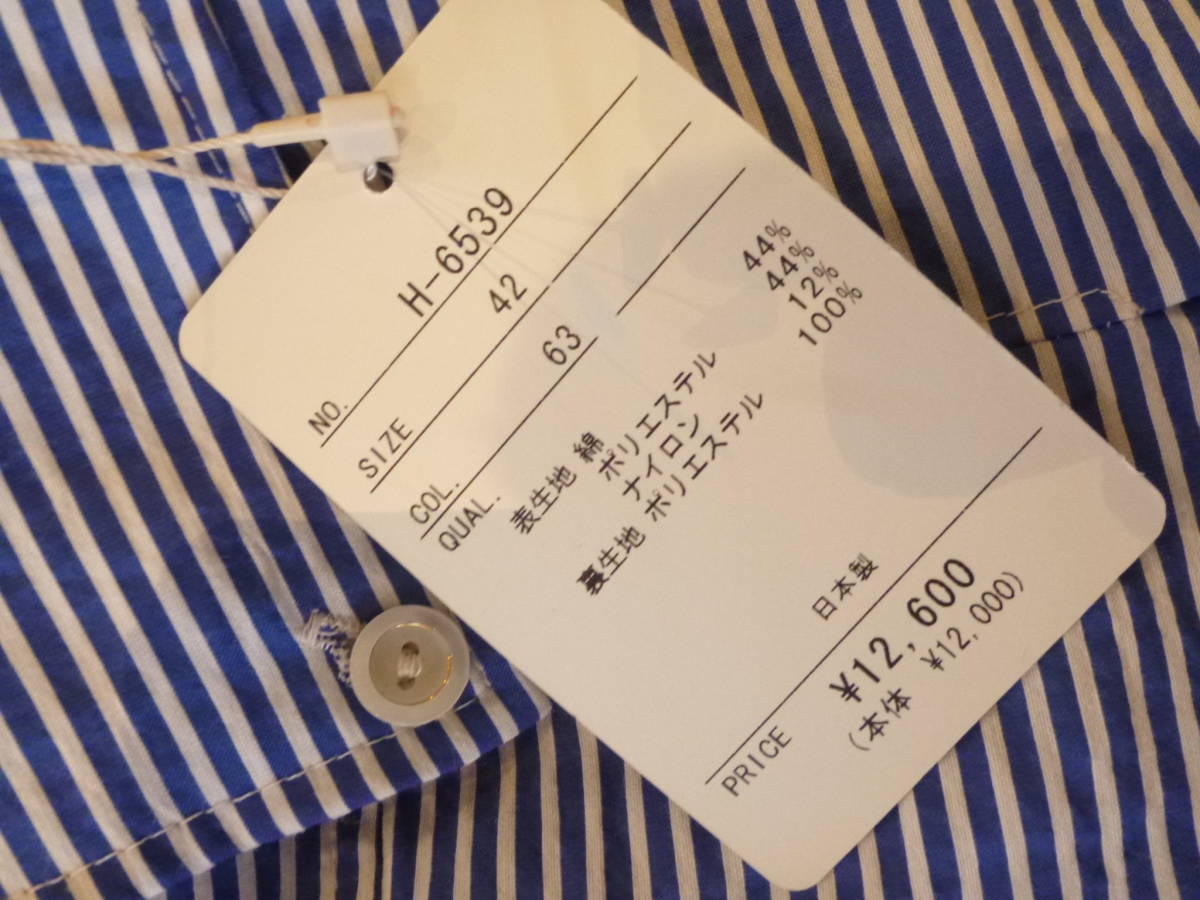 NO. H-6539
SIZE 42
COL. 63
QUAL.
表生地 綿 44%
ポリエステル 44%
ナイロン 12%
裏生地 ポリエステル 100%
日本製
PRICE ¥12,600
(本体 ¥12,000)